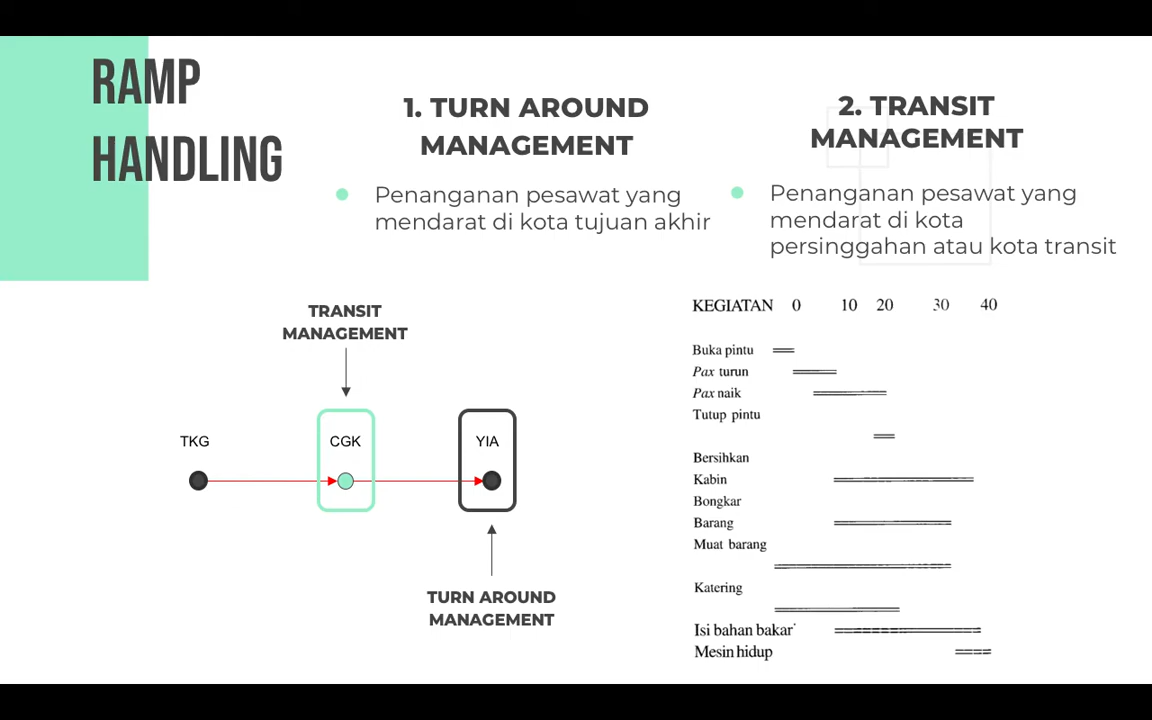 RAMP
HANDLING
1. TURN AROUND
MANAGEMENT
Penanganan pesawat yang
mendarat di kota tujuan akhir
2. TRANSIT
MANAGEMENT
Penanganan pesawat yang
mendarat di kota
persinggahan atau kota transit
TRANSIT
MANAGEMENT
TKG
CGK
YIA
TURN AROUND
MANAGEMENT
KEGIATAN 0 10 20 30 40
Buka pintu
Pax turun
Pax naik
Tutup pintu
Bersihkan
Kabin
Bongkar
Barang
Muat barang
Katering
Isi bahan bakar
Mesin hidup